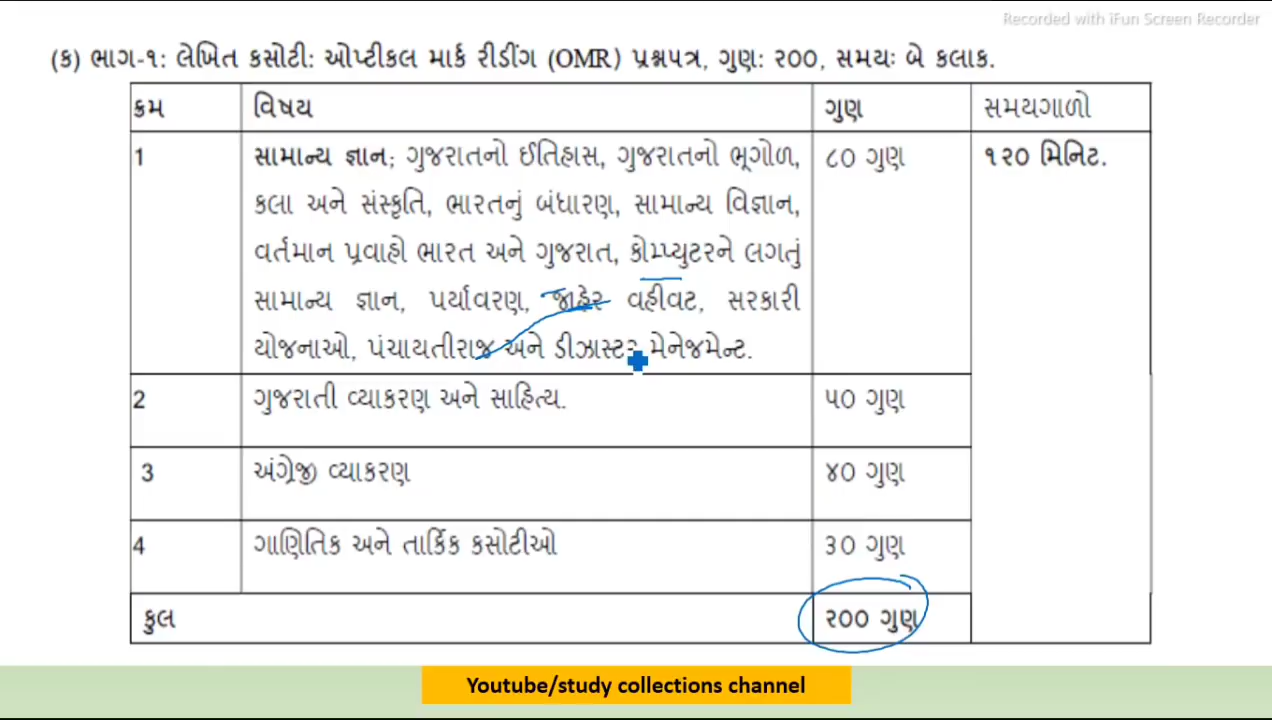 Recorded with iFun Screen Recorder
(ક) ભાગ-૧: લેખિત કસોટી: ઓપ્ટીકલ માર્ક રીડીંગ (OMR) પ્રશ્નપત્ર, ગુણ: ૨૦૦, સમયઃ બે કલાક.
ક્રમ વિષય ગુણ સમયગાળો
1 સામાન્ય જ્ઞાન; ગુજરાતનો ઈતિહાસ, ગુજરાતનો ભૂગોળ, ૮૦ ગુણ ૧૨૦ મિનિટ.
કલા અને સંસ્કૃતિ, ભારતનું બંધારણ, સામાન્ય વિજ્ઞાન,
વર્તમાન પ્રવાહો ભારત અને ગુજરાત, કોમ્પ્યુટરને લગતું
સામાન્ય જ્ઞાન, પર્યાવરણ, જાહેર વહીવટ, સરકારી
યોજનાઓ, પંચાયતીરાજ અને ડીઝાસ્ટર મેનેજમેન્ટ.
2 ગુજરાતી વ્યાકરણ અને સાહિત્ય. ૫૦ ગુણ
3 અંગ્રેજી વ્યાકરણ ૪૦ ગુણ
4 ગાણિતિક અને તાર્કિક કસોટીઓ ૩૦ ગુણ
કુલ ૨૦૦ ગુણ
Youtube/study collections channel